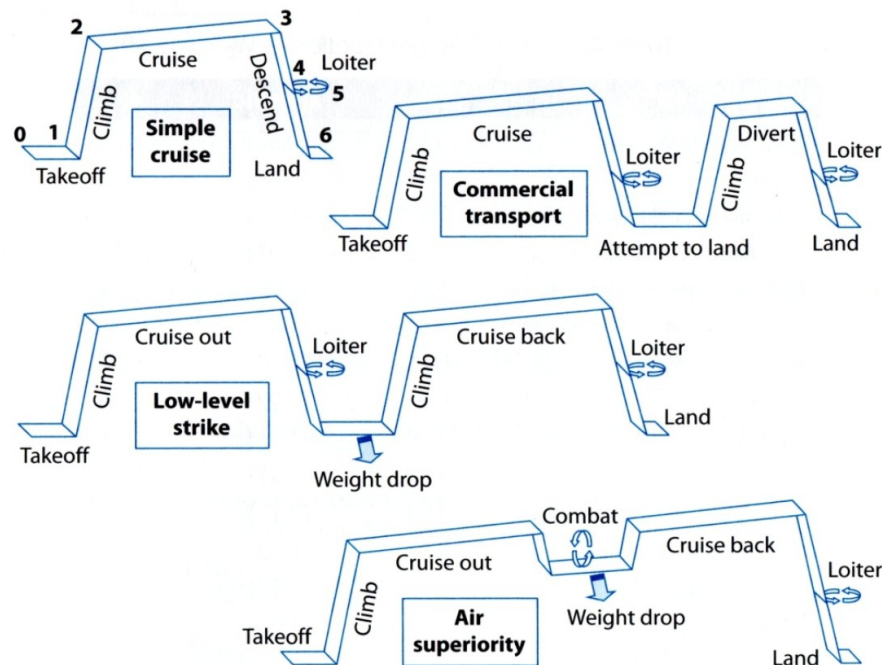 2
3
Cruise
Climb
Descend
4
Loiter
5
0
1
Simple
cruise
6
Takeoff
Land
Cruise
Climb
Commercial
transport
Loiter
Climb
Divert
Loiter
Takeoff
Attempt to land
Land
Cruise out
Climb
Low-level
strike
Loiter
Climb
Cruise back
Loiter
Takeoff
Weight drop
Land
Combat
Cruise out
Climb
Cruise back
Air
superiority
Weight drop
Loiter
Takeoff
Land